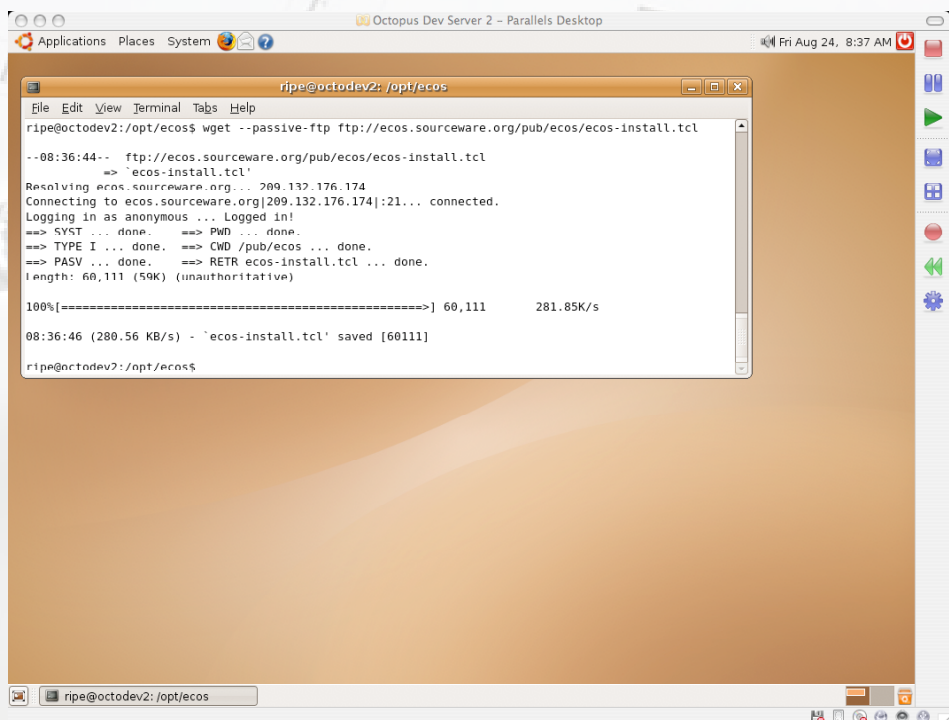 Octopus Dev Server 2 – Parallels Desktop
Applications Places System Fri Aug 24, 8:37 AM
ripe@octodev2: /opt/ecos
File Edit View Terminal Tabs Help
ripe@octodev2:/opt/ecos$ wget --passive-ftp ftp://ecos.sourceware.org/pub/ecos/ecos-install.tcl
--08:36:44-- ftp://ecos.sourceware.org/pub/ecos/ecos-install.tcl
=> `ecos-install.tcl'
Resolving ecos.sourceware.org... 209.132.176.174
Connecting to ecos.sourceware.org|209.132.176.174|:21... connected.
Logging in as anonymous ... Logged in!
==> SYST ... done. ==> PWD ... done.
==> TYPE I ... done. ==> CWD /pub/ecos ... done.
==> PASV ... done. ==> RETR ecos-install.tcl ... done.
Length: 60,111 (59K) (unauthoritative)
100%[=================================================>] 60,111 281.85K/s
08:36:46 (280.56 KB/s) - `ecos-install.tcl' saved [60111]
ripe@octodev2:/opt/ecos$
ripe@octodev2: /opt/ecos